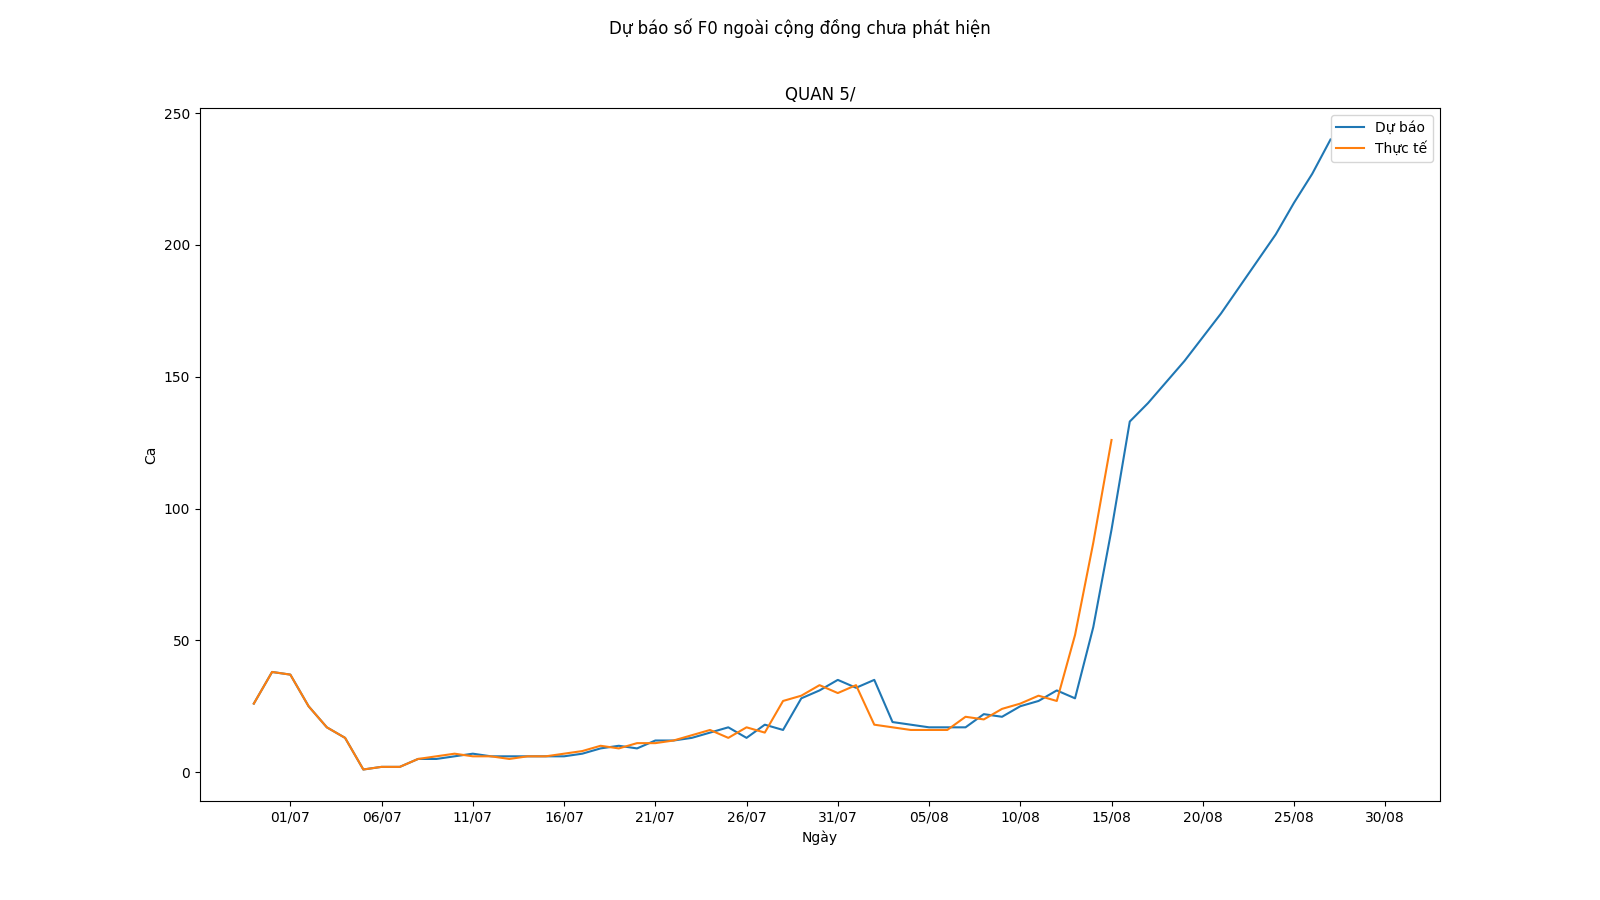 Dự báo số F0 ngoài cộng đồng chưa phát hiện
QUAN 5/
250
200
150
100
50
0
Ca
Dự báo
Thực tế
01/07 06/07 11/07 16/07 21/07 26/07 31/07 05/08 10/08 15/08 20/08 25/08 30/08
Ngày